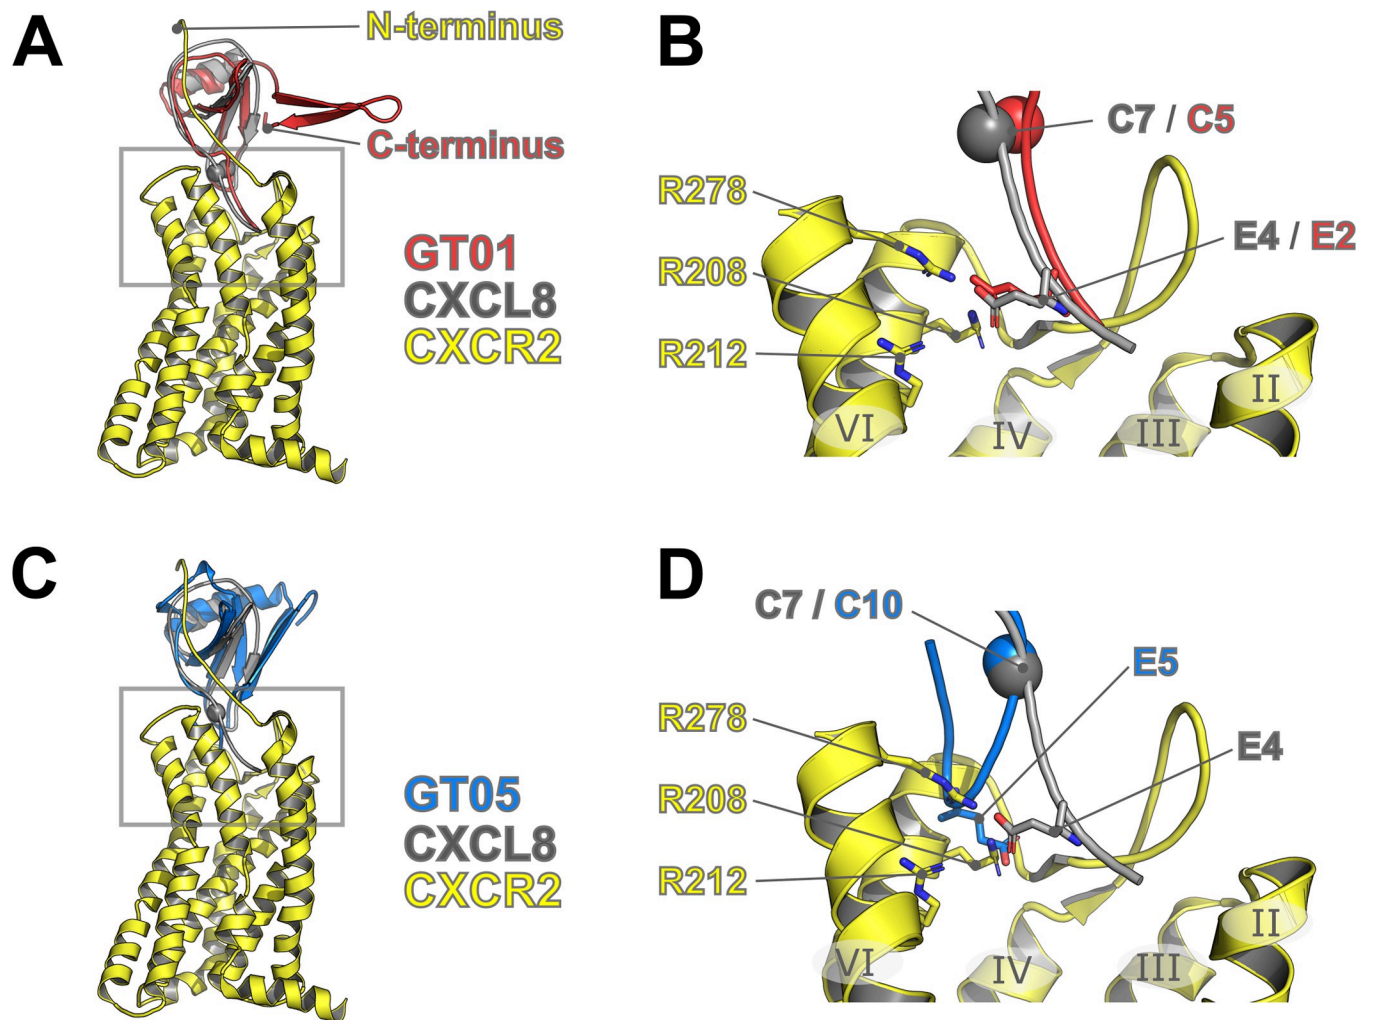 A
N-terminus
C-terminus
GT01
CXCL8
CXCR2
B
C7 / C5
R278
E4 / E2
R208
R212
VI
IV
III
II
C
GT05
CXCL8
CXCR2
D
C7 / C10
E5
R278
E4
R208
R212
VI
IV
III
II